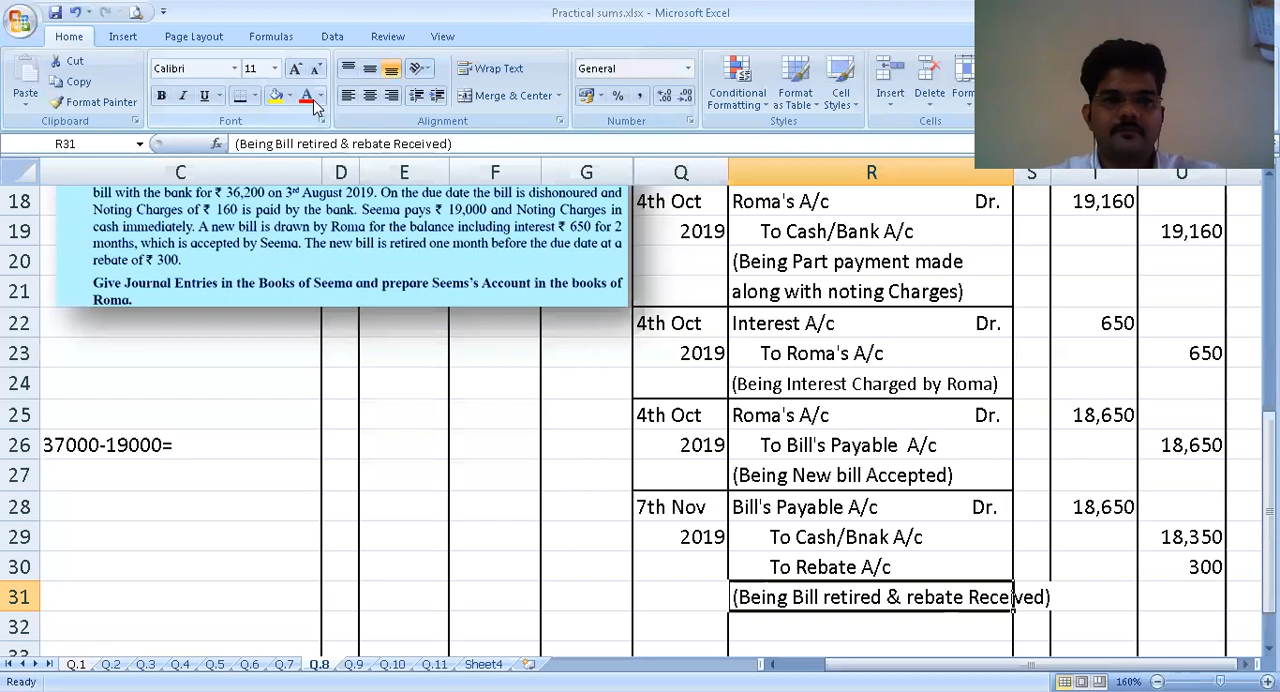 Practical sums.xlsx - Microsoft Excel
Home Insert Page Layout Formulas Data Review View
Cut
Copy
Format Painter
Paste
Clipboard
Calibri 11
B I U
Font
Wrap Text
Merge & Center
Alignment
General
Number
Conditional Formatting
Format as Table
Cell Styles
Styles
Insert Delete Form
Cells
R31 fx (Being Bill retired & rebate Received)
C D E F G Q R S T U
bill with the bank for ₹ 36,200 on 3rd August 2019. On the due date the bill is dishonoured and
Noting Charges of ₹ 160 is paid by the bank. Seema pays ₹ 19,000 and Noting Charges in
cash immediately. A new bill is drawn by Roma for the balance including interest ₹ 650 for 2
months, which is accepted by Seema. The new bill is retired one month before the due date at a
rebate of ₹ 300.
Give Journal Entries in the Books of Seema and prepare Seems's Account in the books of
Roma.
18 4th Oct Roma's A/c Dr. 19,160
19 2019 To Cash/Bank A/c 19,160
20 (Being Part payment made
21 along with noting Charges)
22 4th Oct Interest A/c Dr. 650
23 2019 To Roma's A/c 650
24 (Being Interest Charged by Roma)
25 4th Oct Roma's A/c Dr. 18,650
26 37000-19000= 2019 To Bill's Payable A/c 18,650
27 (Being New bill Accepted)
28 7th Nov Bill's Payable A/c Dr. 18,650
29 2019 To Cash/Bnak A/c 18,350
30 To Rebate A/c 300
31 (Being Bill retired & rebate Received)
32
33
Q.1 Q.2 Q.3 Q.4 Q.5 Q.6 Q.7 Q.8 Q.9 Q.10 Q.11 Sheet4
Ready 160%